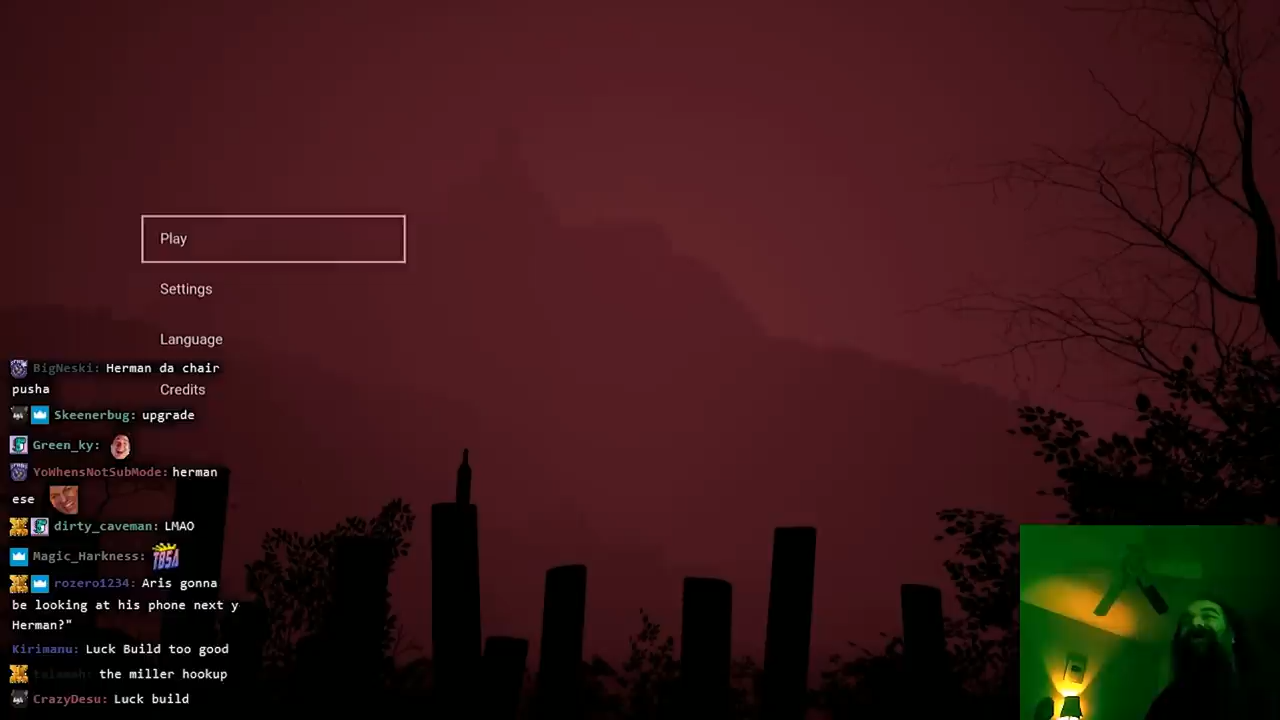 Play
Settings
Language
Credits
BigNeski: Herman da chair
pusha
Skeenerbug: upgrade
Green_ky:
YoWhensNotSubMode: herman
ese
dirty_caveman: LMAO
Magic_Harkness: TBSA
rozero1234: Aris gonna
be looking at his phone next y
Herman?"
Kirimanu: Luck Build too good
the miller hookup
CrazyDesu: Luck build